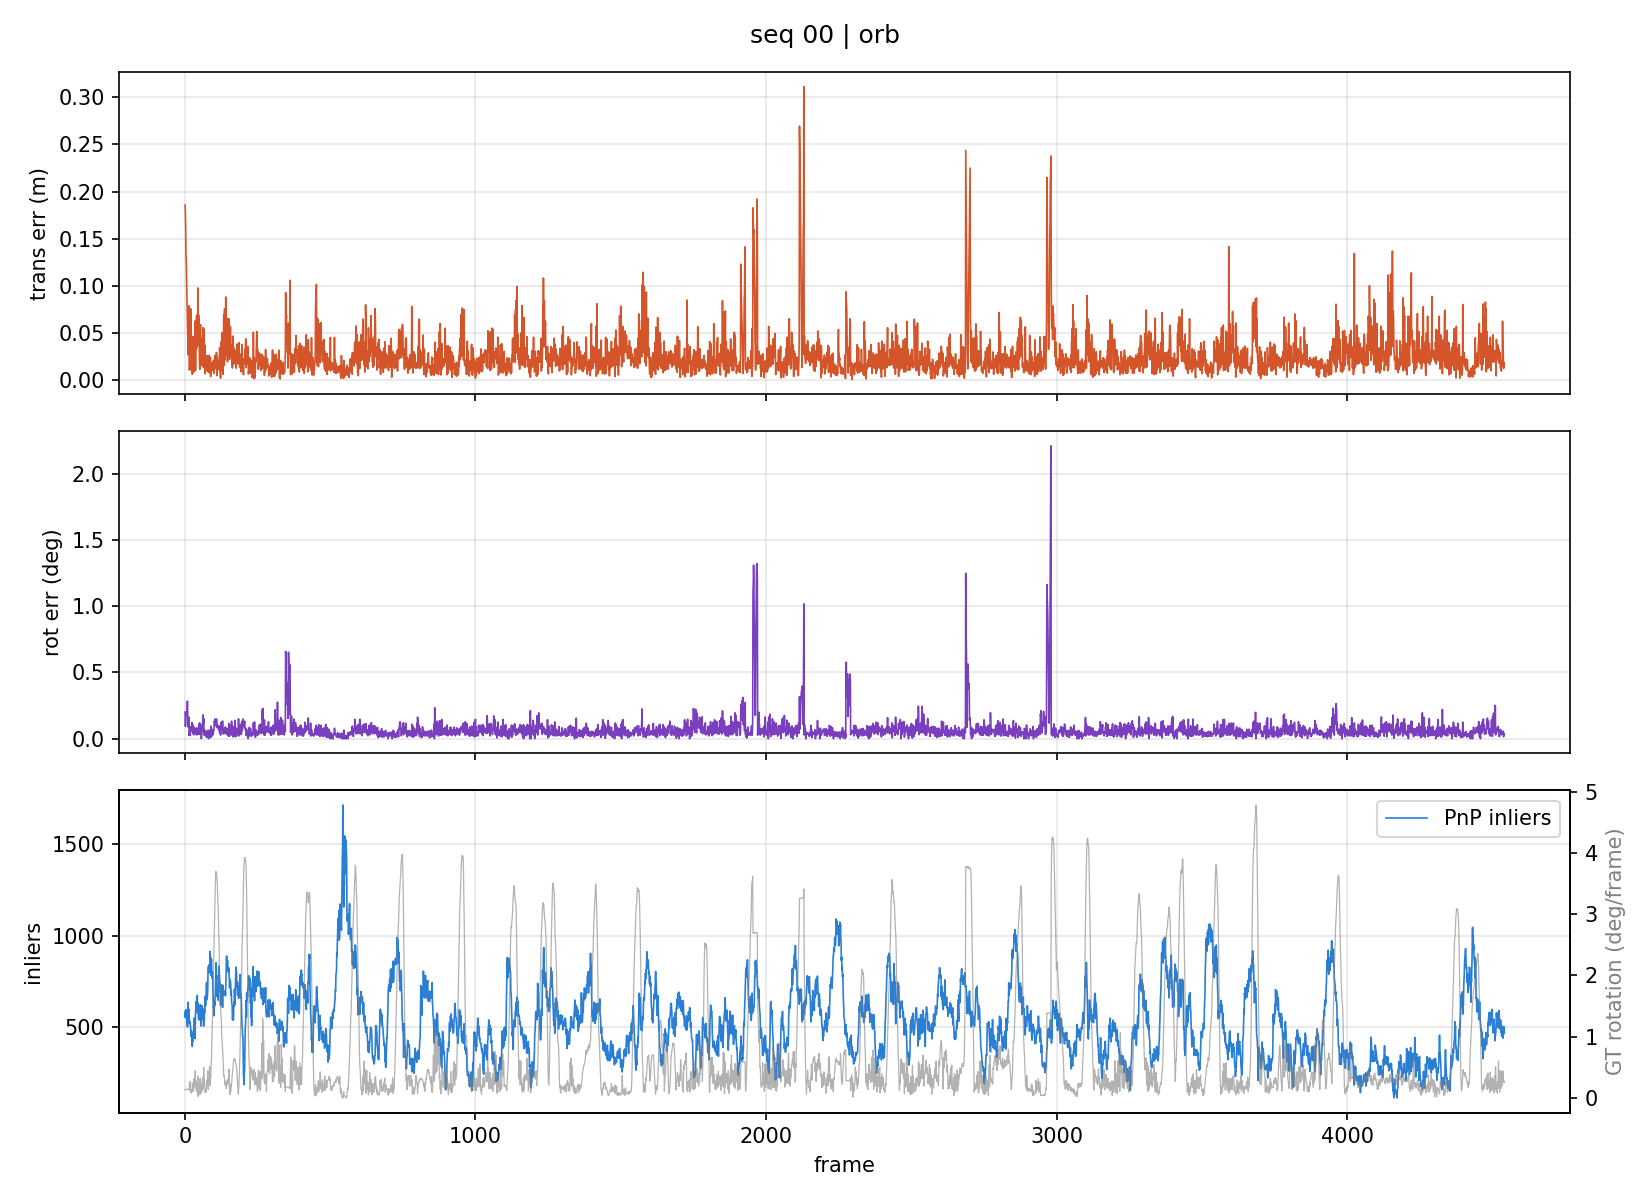 seq 00 | orb
trans err (m)
0.30
0.25
0.20
0.15
0.10
0.05
0.00
rot err (deg)
2.0
1.5
1.0
0.5
0.0
inliers
1500
1000
500
PnP inliers
5
4
3
2
1
0
GT rotation (deg/frame)
0 1000 2000 3000 4000
frame